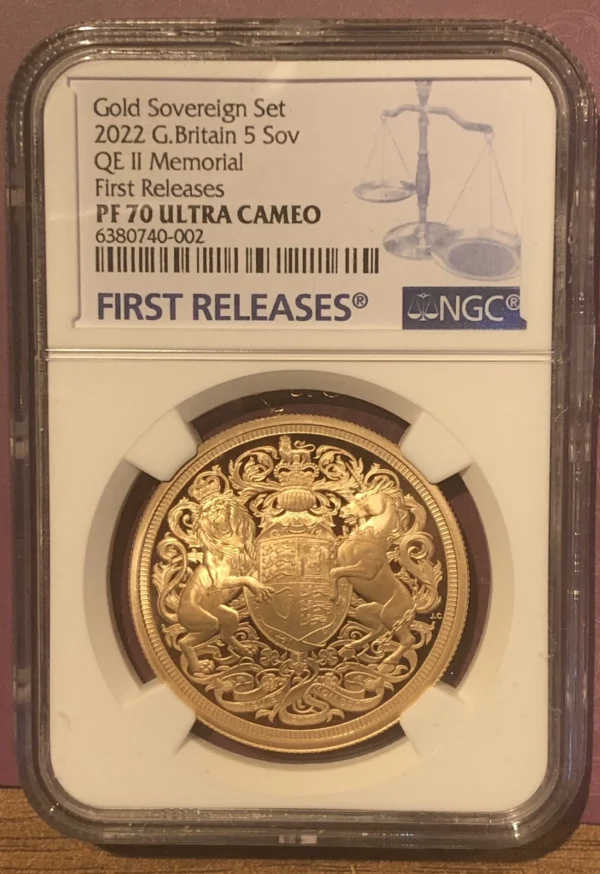 Gold Sovereign Set
2022 G.Britain 5 Sov
QE II Memorial
First Releases
PF 70 ULTRA CAMEO
6380740-002
FIRST RELEASES®
NGC®
J.C